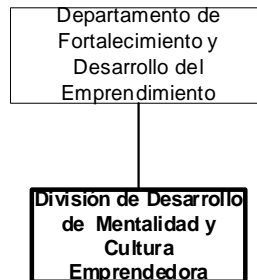 Departamento de
Fortalecimiento y
Desarrollo del
Emprendimiento
División de Desarrollo
de Mentalidad y
Cultura
Emprendedora